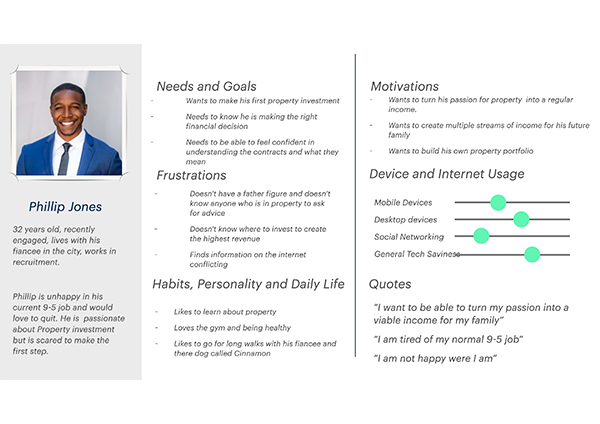 Phillip Jones
32 years old, recently
engaged, lives with his
fiancee in the city, works in
recruitment.
Phillip is unhappy in his
current 9-5 job and would
love to quit. He is passionate
about Property investment
but is scared to make the
first step.
Needs and Goals
- Wants to make his first property investment
- Needs to know he is making the right
financial decision
- Needs to be able to feel confident in
understanding the contracts and what they
mean
Frustrations
- Doesn't have a father figure and doesn't
know anyone who is in property to ask
for advice
- Doesn't know where to invest to create
the highest revenue
- Finds information on the internet
conflicting
Habits, Personality and Daily Life
- Likes to learn about property
- Loves the gym and being healthy
- Likes to go for long walks with his fiancee and
there dog called Cinnamon
Motivations
- Wants to turn his passion for property into a regular
income.
- Wants to create multiple streams of income for his future
family
- Wants to build his own property portfolio
Device and Internet Usage
Mobile Devices
Desktop devices
Social Networking
General Tech Saviness
Quotes
"I want to be able to turn my passion into a
viable income for my family"
"I am tired of my normal 9-5 job"
"I am not happy were I am"